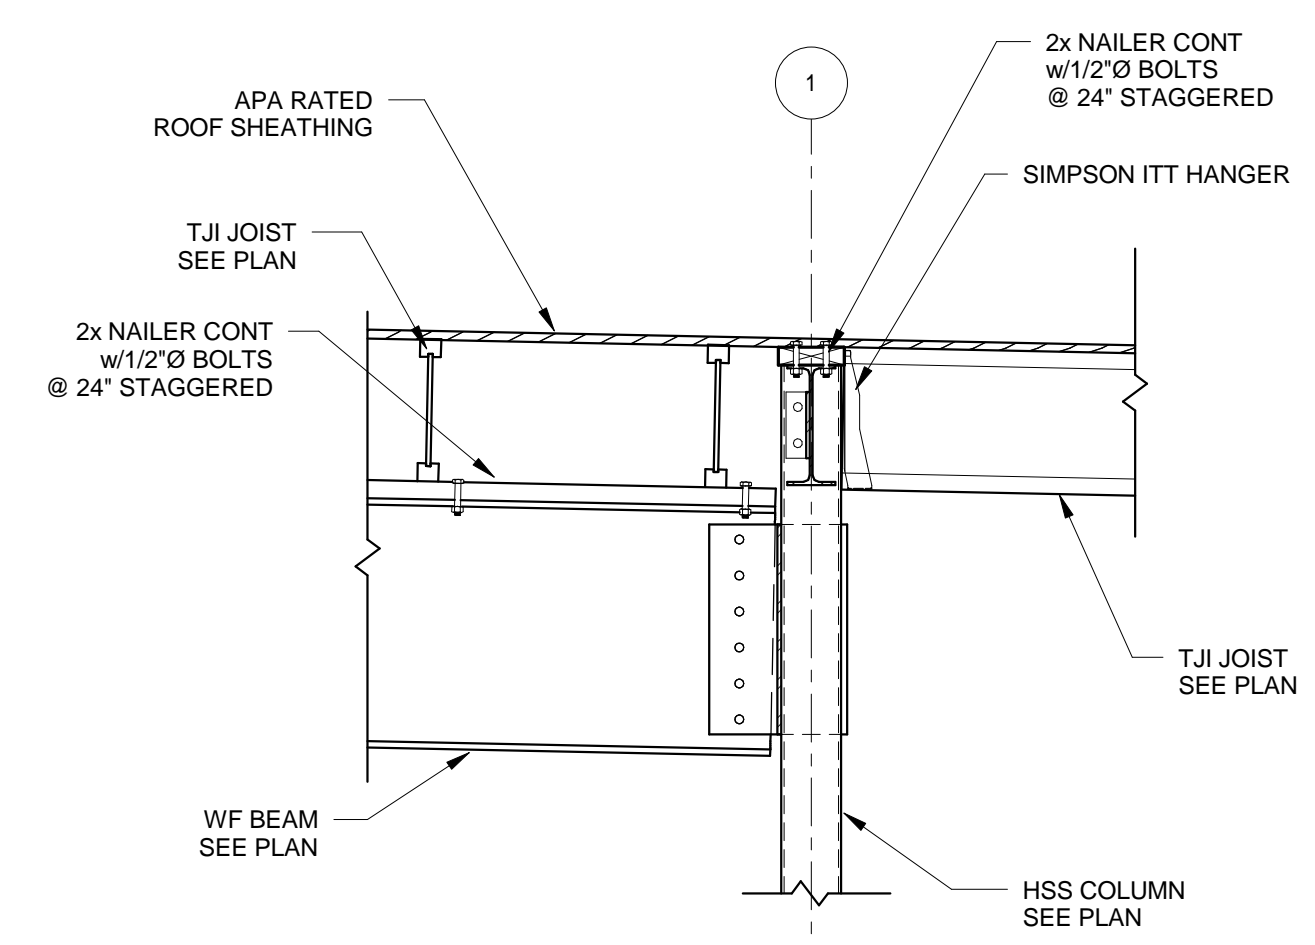 2x NAILER CONT
w/1/2"Ø BOLTS
@ 24" STAGGERED
1
APA RATED
ROOF SHEATHING
SIMPSON ITT HANGER
TJI JOIST
SEE PLAN
2x NAILER CONT
w/1/2"Ø BOLTS
@ 24" STAGGERED
TJI JOIST
SEE PLAN
WF BEAM
SEE PLAN
HSS COLUMN
SEE PLAN